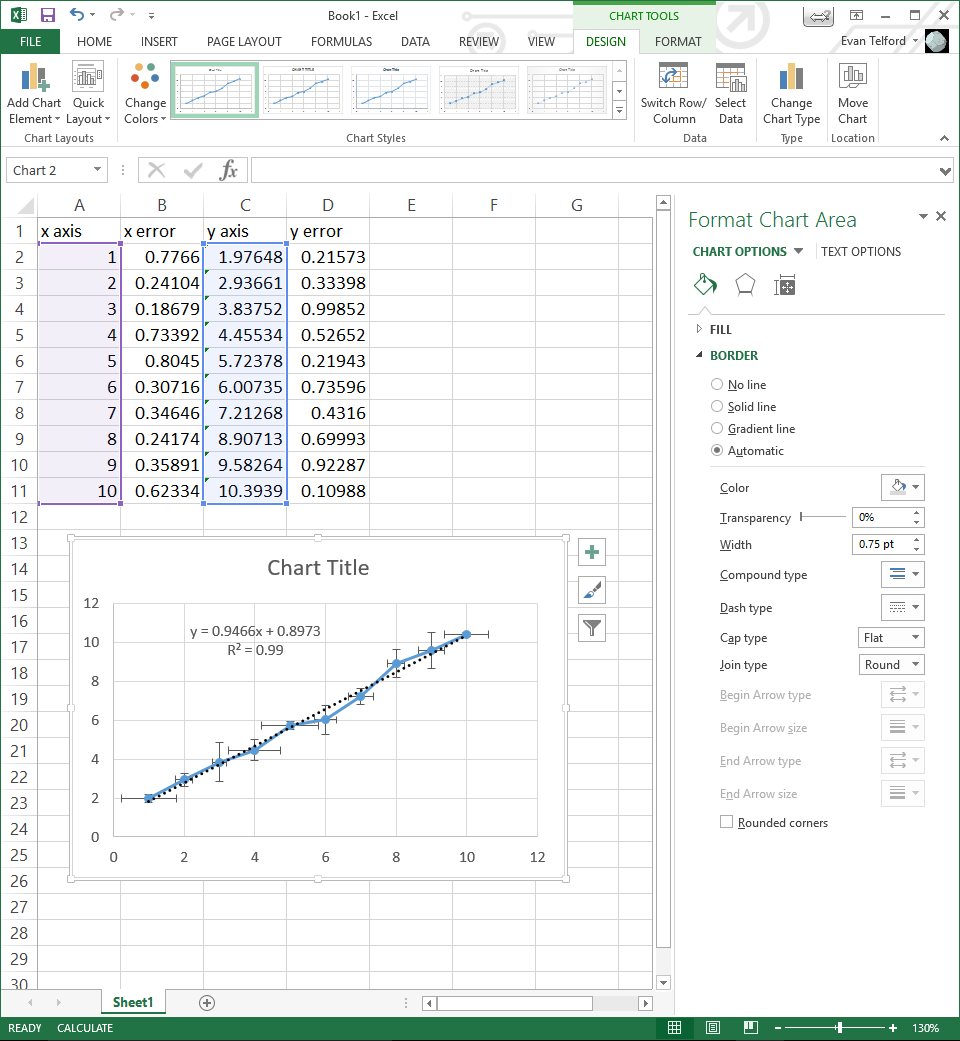 Book1 - Excel
CHART TOOLS
FILE HOME INSERT PAGE LAYOUT FORMULAS DATA REVIEW VIEW DESIGN FORMAT Evan Telford
Add Chart Element Quick Layout Change Colors Switch Row/ Column Select Data Change Chart Type Move Chart
Chart Layouts Chart Styles Data Type Location
Chart 2 fx
A B C D E F G
1 x axis x error y axis y error
2 1 0.7766 1.97648 0.21573
3 2 0.24104 2.93661 0.33398
4 3 0.18679 3.83752 0.99852
5 4 0.73392 4.45534 0.52652
6 5 0.8045 5.72378 0.21943
7 6 0.30716 6.00735 0.73596
8 7 0.34646 7.21268 0.4316
9 8 0.24174 8.90713 0.69993
10 9 0.35891 9.58264 0.92287
11 10 0.62334 10.3939 0.10988
12
13
14
15
16
17
18
19
20
21
22
23
24
25
26
27
28
29
30
Chart Title
12
10
8
6
4
2
0
y = 0.9466x + 0.8973
R² = 0.99
0 2 4 6 8 10 12
Format Chart Area
CHART OPTIONS TEXT OPTIONS
FILL
BORDER
No line
Solid line
Gradient line
Automatic
Color
Transparency 0%
Width 0.75 pt
Compound type
Dash type
Cap type Flat
Join type Round
Begin Arrow type
Begin Arrow size
End Arrow type
End Arrow size
Rounded corners
Sheet1
READY CALCULATE 130%